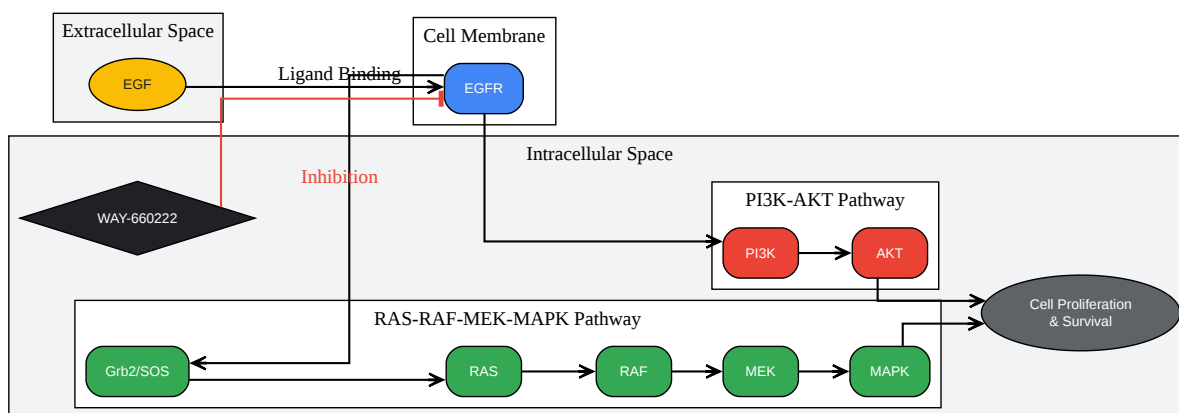 Extracellular Space
Cell Membrane
EGF
Ligand Binding
EGFR
Intracellular Space
Inhibition
WAY-660222
PI3K-AKT Pathway
PI3K
AKT
Cell Proliferation
& Survival
RAS-RAF-MEK-MAPK Pathway
Grb2/SOS
RAS
RAF
MEK
MAPK